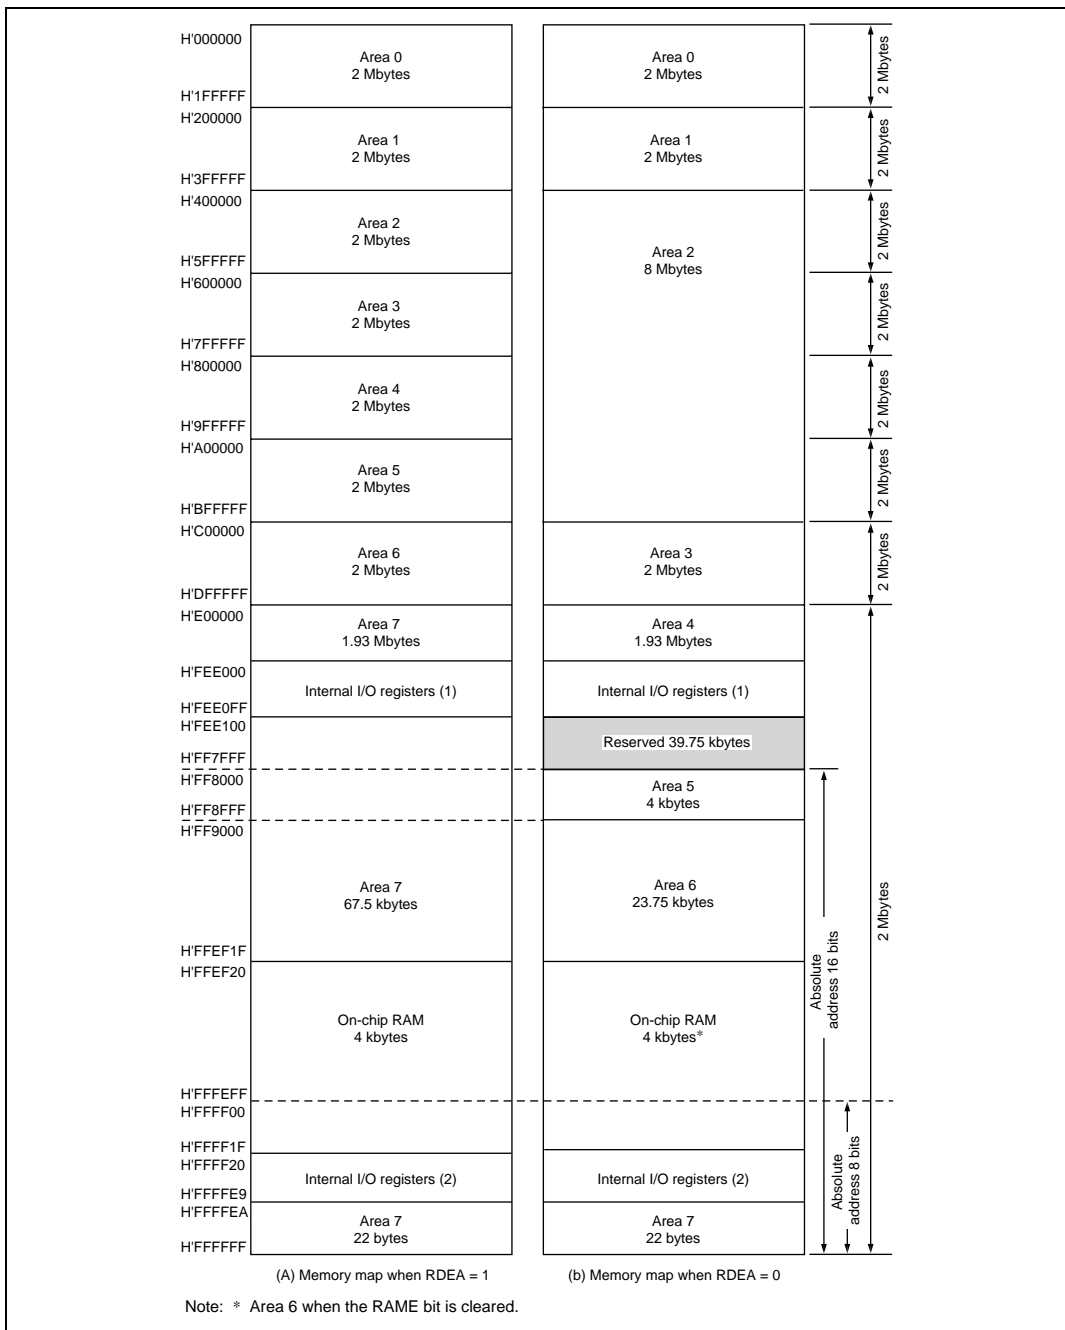 H'000000
H'1FFFFF
H'200000
H'3FFFFF
H'400000
H'5FFFFF
H'600000
H'7FFFFF
H'800000
H'9FFFFF
H'A00000
H'BFFFFF
H'C00000
H'DFFFFF
H'E00000
H'FEE000
H'FEE0FF
H'FEE100
H'FF7FFF
H'FF8000
H'FF8FFF
H'FF9000
H'FFEF1F
H'FFEF20
H'FFFEFF
H'FFFF00
H'FFFF1F
H'FFFF20
H'FFFFE9
H'FFFFEA
H'FFFFFF
Area 0
2 Mbytes
Area 1
2 Mbytes
Area 2
2 Mbytes
Area 3
2 Mbytes
Area 4
2 Mbytes
Area 5
2 Mbytes
Area 6
2 Mbytes
Area 7
1.93 Mbytes
Internal I/O registers (1)
Area 7
67.5 kbytes
On-chip RAM
4 kbytes
Internal I/O registers (2)
Area 7
22 bytes
(A) Memory map when RDEA = 1
Area 0
2 Mbytes
Area 1
2 Mbytes
Area 2
8 Mbytes
Area 3
2 Mbytes
Area 4
1.93 Mbytes
Internal I/O registers (1)
Reserved 39.75 kbytes
Area 5
4 kbytes
Area 6
23.75 kbytes
On-chip RAM
4 kbytes*
Internal I/O registers (2)
Area 7
22 bytes
(b) Memory map when RDEA = 0
2 Mbytes
2 Mbytes
2 Mbytes
2 Mbytes
2 Mbytes
2 Mbytes
2 Mbytes
2 Mbytes
Absolute
address 16 bits
Absolute
address 8 bits
Note: * Area 6 when the RAME bit is cleared.